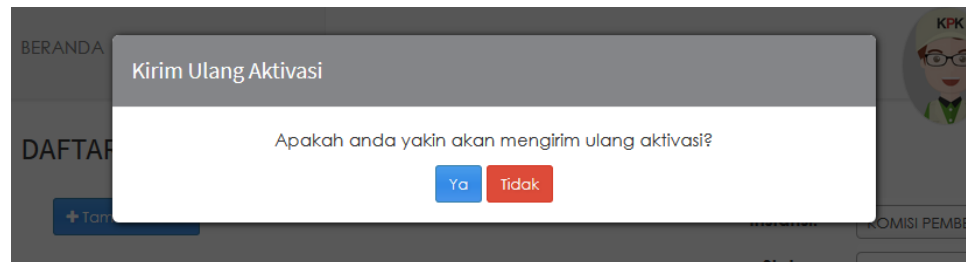 KPK
BERANDA
Kirim Ulang Aktivasi
Apakah anda yakin akan mengirim ulang aktivasi?
DAFTAR
Ya Tidak
+ Tam
KOMISI PEMBE